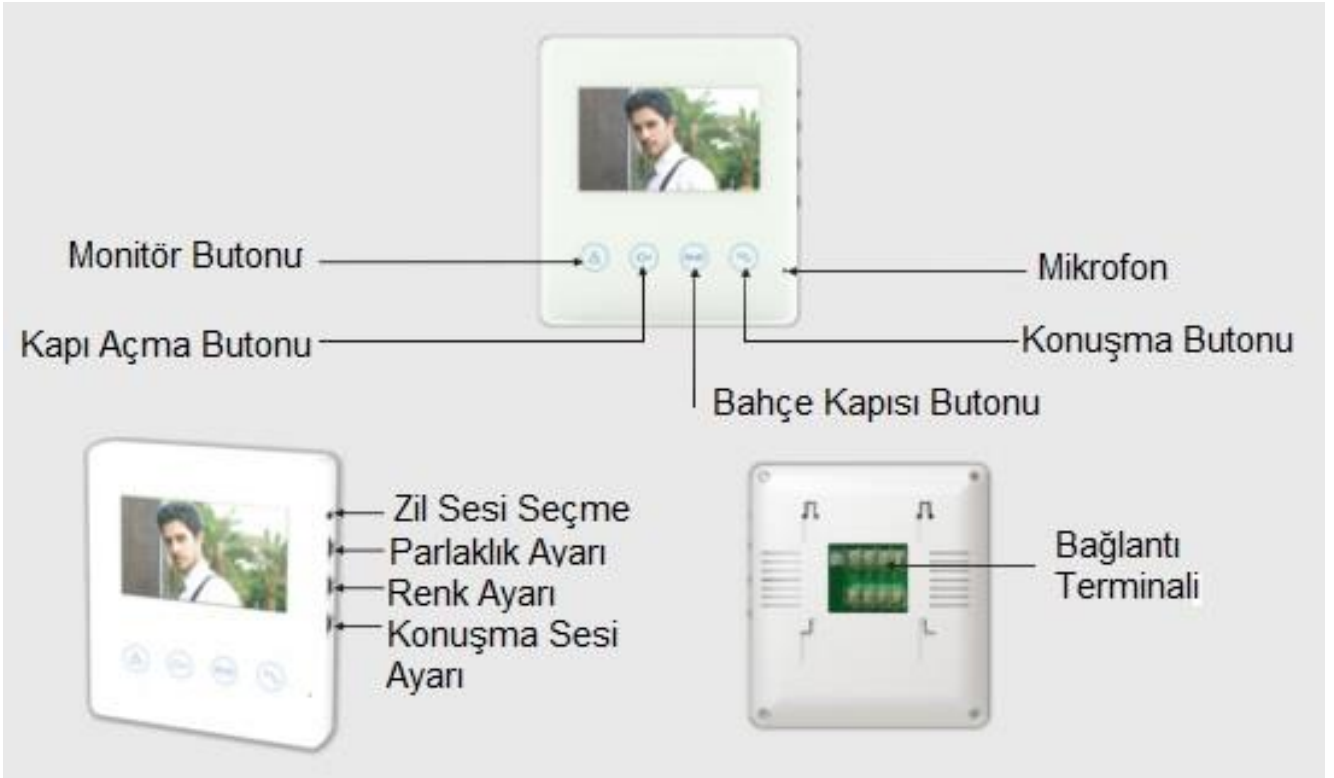 Monitör Butonu
Mikrofon
Kapı Açma Butonu
Konuşma Butonu
Bahçe Kapısı Butonu
Zil Sesi Seçme
Parlaklık Ayarı
Renk Ayarı
Konuşma Sesi
Ayarı
Bağlantı
Terminali